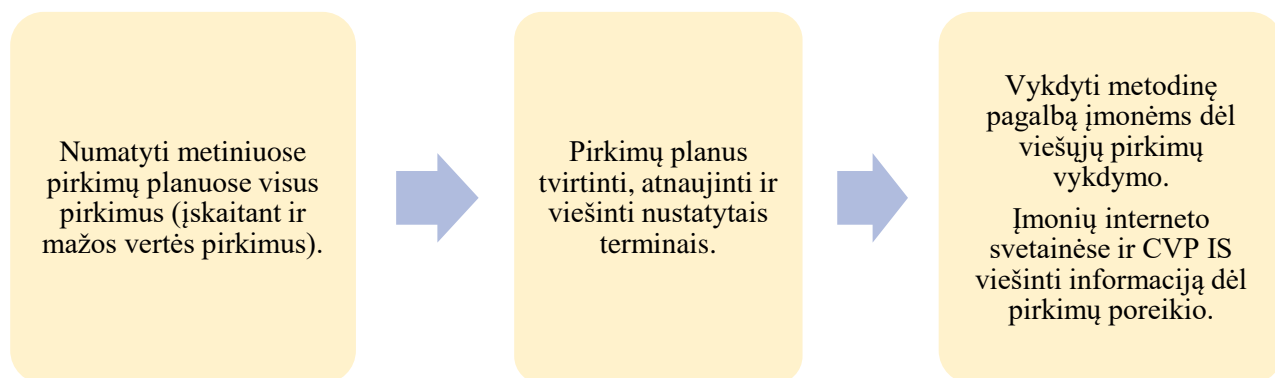 Numatyti metiniuose
pirkimų planuose visus
pirkimus (įskaitant ir
mažos vertės pirkimus).
Pirkimų planus
tvirtinti, atnaujinti ir
viešinti nustatytais
terminais.
Vykdyti metodinę
pagalbą įmonėms dėl
viešųjų pirkimų
vykdymo.
Įmonių interneto
svetainėse ir CVP IS
viešinti informaciją dėl
pirkimų poreikio.